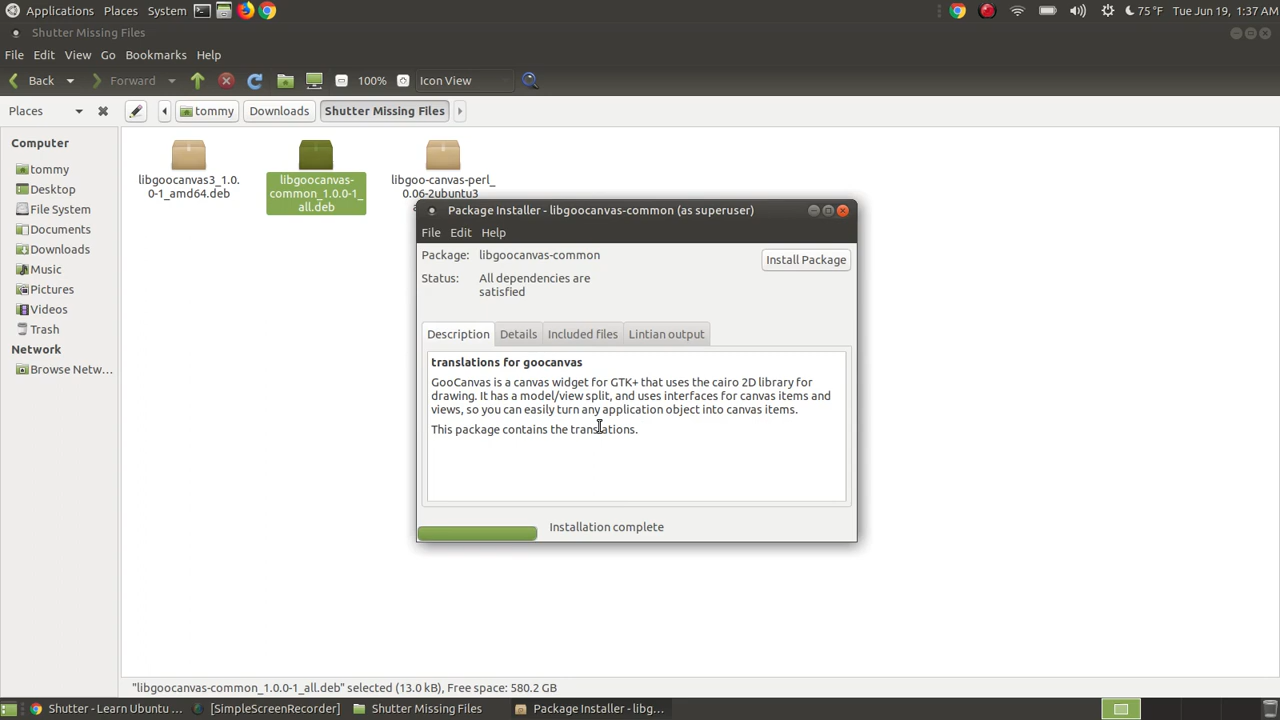 Applications Places System 75 °F Tue Jun 19, 1:37 AM
Shutter Missing Files
File Edit View Go Bookmarks Help
Back Forward 100% Icon View
Places tommy Downloads Shutter Missing Files
Computer
tommy
Desktop
File System
Documents
Downloads
Music
Pictures
Videos
Trash
Network
Browse Netw...
libgoocanvas3_1.0.
0-1_amd64.deb
libgoocanvas-
common_1.0.0-1_
all.deb
libgoo-canvas-perl_
0.06-2ubuntu3
Package Installer - libgoocanvas-common (as superuser)
File Edit Help
Package: libgoocanvas-common
Install Package
Status: All dependencies are
satisfied
Description Details Included files Lintian output
translations for goocanvas
GooCanvas is a canvas widget for GTK+ that uses the cairo 2D library for
drawing. It has a model/view split, and uses interfaces for canvas items and
views, so you can easily turn any application object into canvas items.
This package contains the translations.
Installation complete
"libgoocanvas-common_1.0.0-1_all.deb" selected (13.0 kB), Free space: 580.2 GB
Shutter - Learn Ubuntu ... [SimpleScreenRecorder] Shutter Missing Files Package Installer - libg...